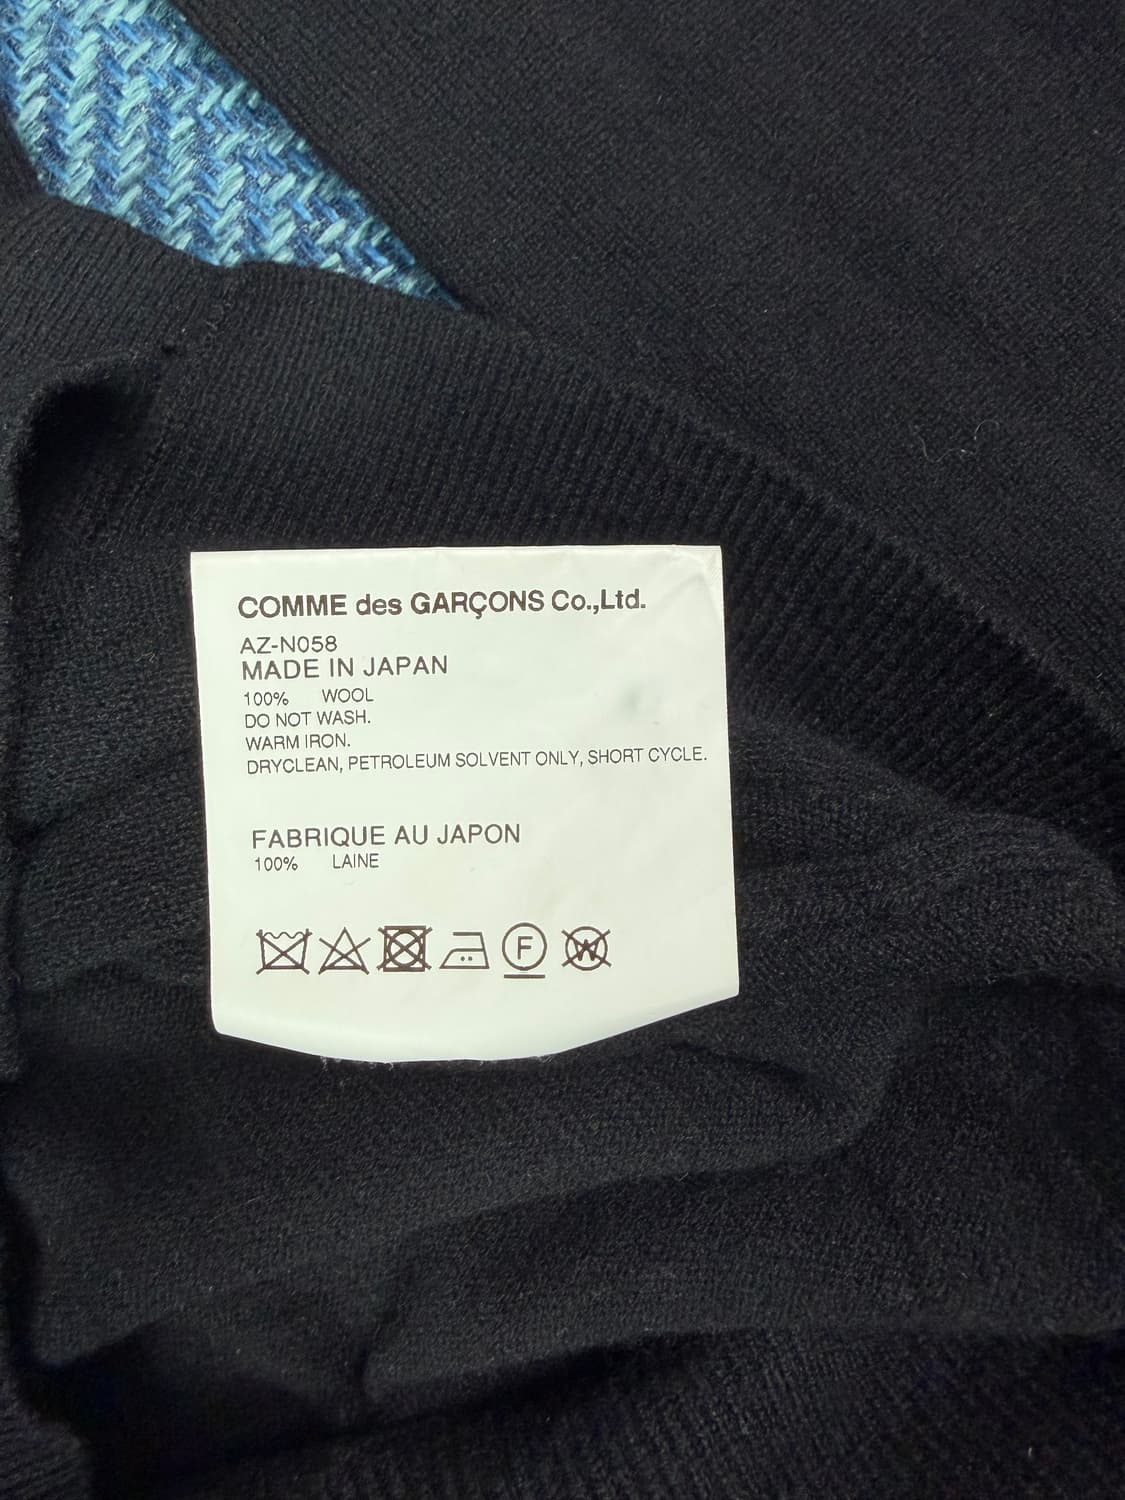 COMME des GARÇONS Co.,Ltd.
AZ-N058
MADE IN JAPAN
100% WOOL
DO NOT WASH.
WARM IRON.
DRYCLEAN, PETROLEUM SOLVENT ONLY, SHORT CYCLE.
FABRIQUE AU JAPON
100% LAINE
F W